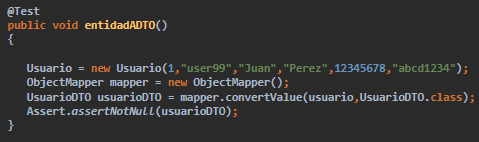 @Test
public void entidadADTO()
{
Usuario = new Usuario(1,"user99","Juan","Perez",12345678,"abcd1234");
ObjectMapper mapper = new ObjectMapper();
UsuarioDTO usuarioDTO = mapper.convertValue(usuario,UsuarioDTO.class);
Assert.assertNotNull(usuarioDTO);
}